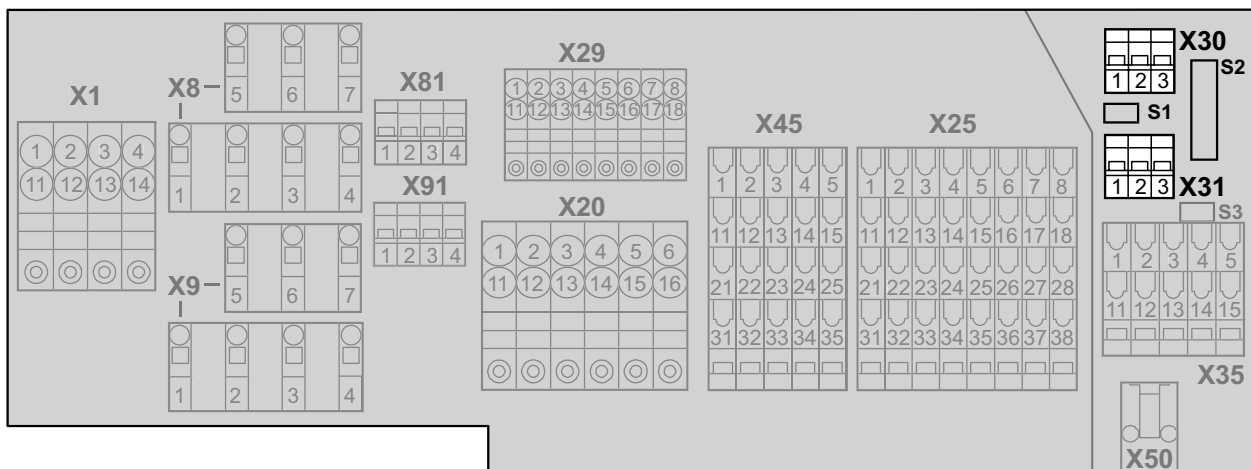 X1
1 2 3 4
11 12 13 14
X8
5 6 7
1 2 3 4
X9
5 6 7
1 2 3 4
X81
1 2 3 4
X91
1 2 3 4
X29
1 2 3 4 5 6 7 8
11 12 13 14 15 16 17 18
X20
1 2 3 4 5 6
11 12 13 14 15 16
X45
1 2 3 4 5
11 12 13 14 15
21 22 23 24 25
31 32 33 34 35
X25
1 2 3 4 5 6 7 8
11 12 13 14 15 16 17 18
21 22 23 24 25 26 27 28
31 32 33 34 35 36 37 38
X30
1 2 3
S2
S1
1 2 3
X31
S3
1 2 3 4 5
11 12 13 14 15
X35
X50